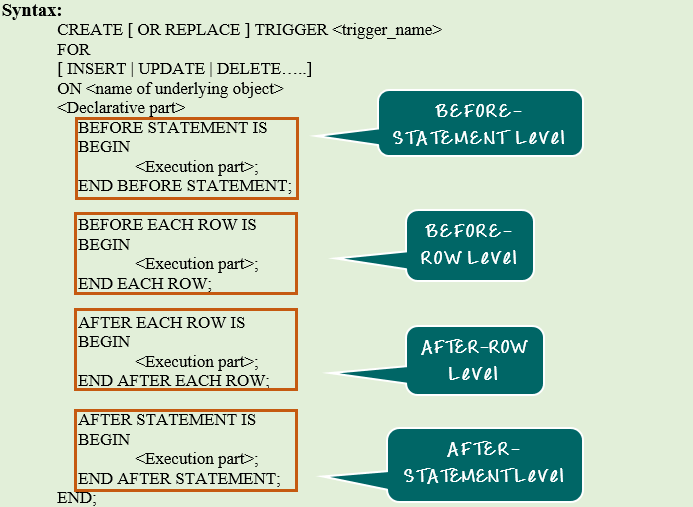 Syntax:
CREATE [ OR REPLACE ] TRIGGER <trigger_name>
FOR
[ INSERT | UPDATE | DELETE.....]
ON <name of underlying object>
<Declarative part>
BEFORE STATEMENT IS
BEGIN
<Execution part>;
END BEFORE STATEMENT;
BEFORE-
STATEMENT Level
BEFORE EACH ROW IS
BEGIN
<Execution part>;
END EACH ROW;
BEFORE-
ROW Level
AFTER EACH ROW IS
BEGIN
<Execution part>;
END AFTER EACH ROW;
AFTER-ROW
Level
AFTER STATEMENT IS
BEGIN
<Execution part>;
END AFTER STATEMENT;
AFTER-
STATEMENTLevel
END;